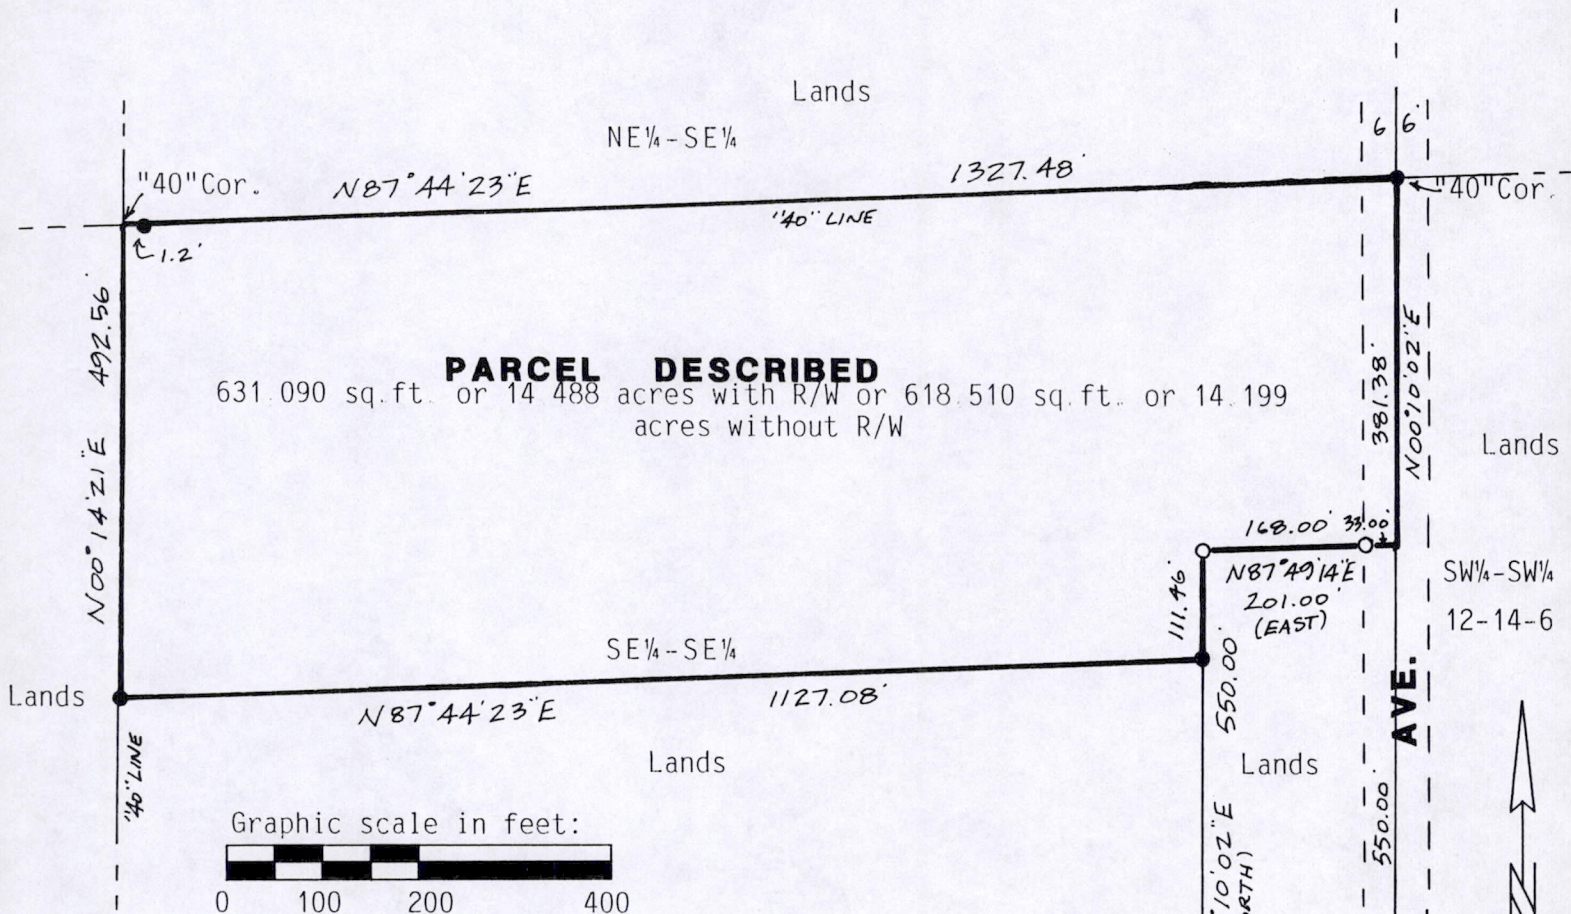 Lands
NE¼-SE¼
6 6'
"40"Cor.
N87°44'23"E
1327.48'
"40" LINE
"40"Cor.
1.2'
N00°14'21"E 492.56'
PARCEL DESCRIBED
631.090 sq.ft. or 14.488 acres with R/W or 618.510 sq.ft. or 14.199
acres without R/W
381.38'
N00°10'02"E
Lands
168.00' 33.00'
N87°49'14"E
201.00'
(EAST)
111.46'
SW¼-SW¼
12-14-6
SE¼-SE¼
Lands
N87°44'23"E
1127.08'
550.00'
AVE.
"40" LINE
Lands
Lands
550.00'
°10'02"E
ORTH)
Graphic scale in feet:
0 100 200 400
N